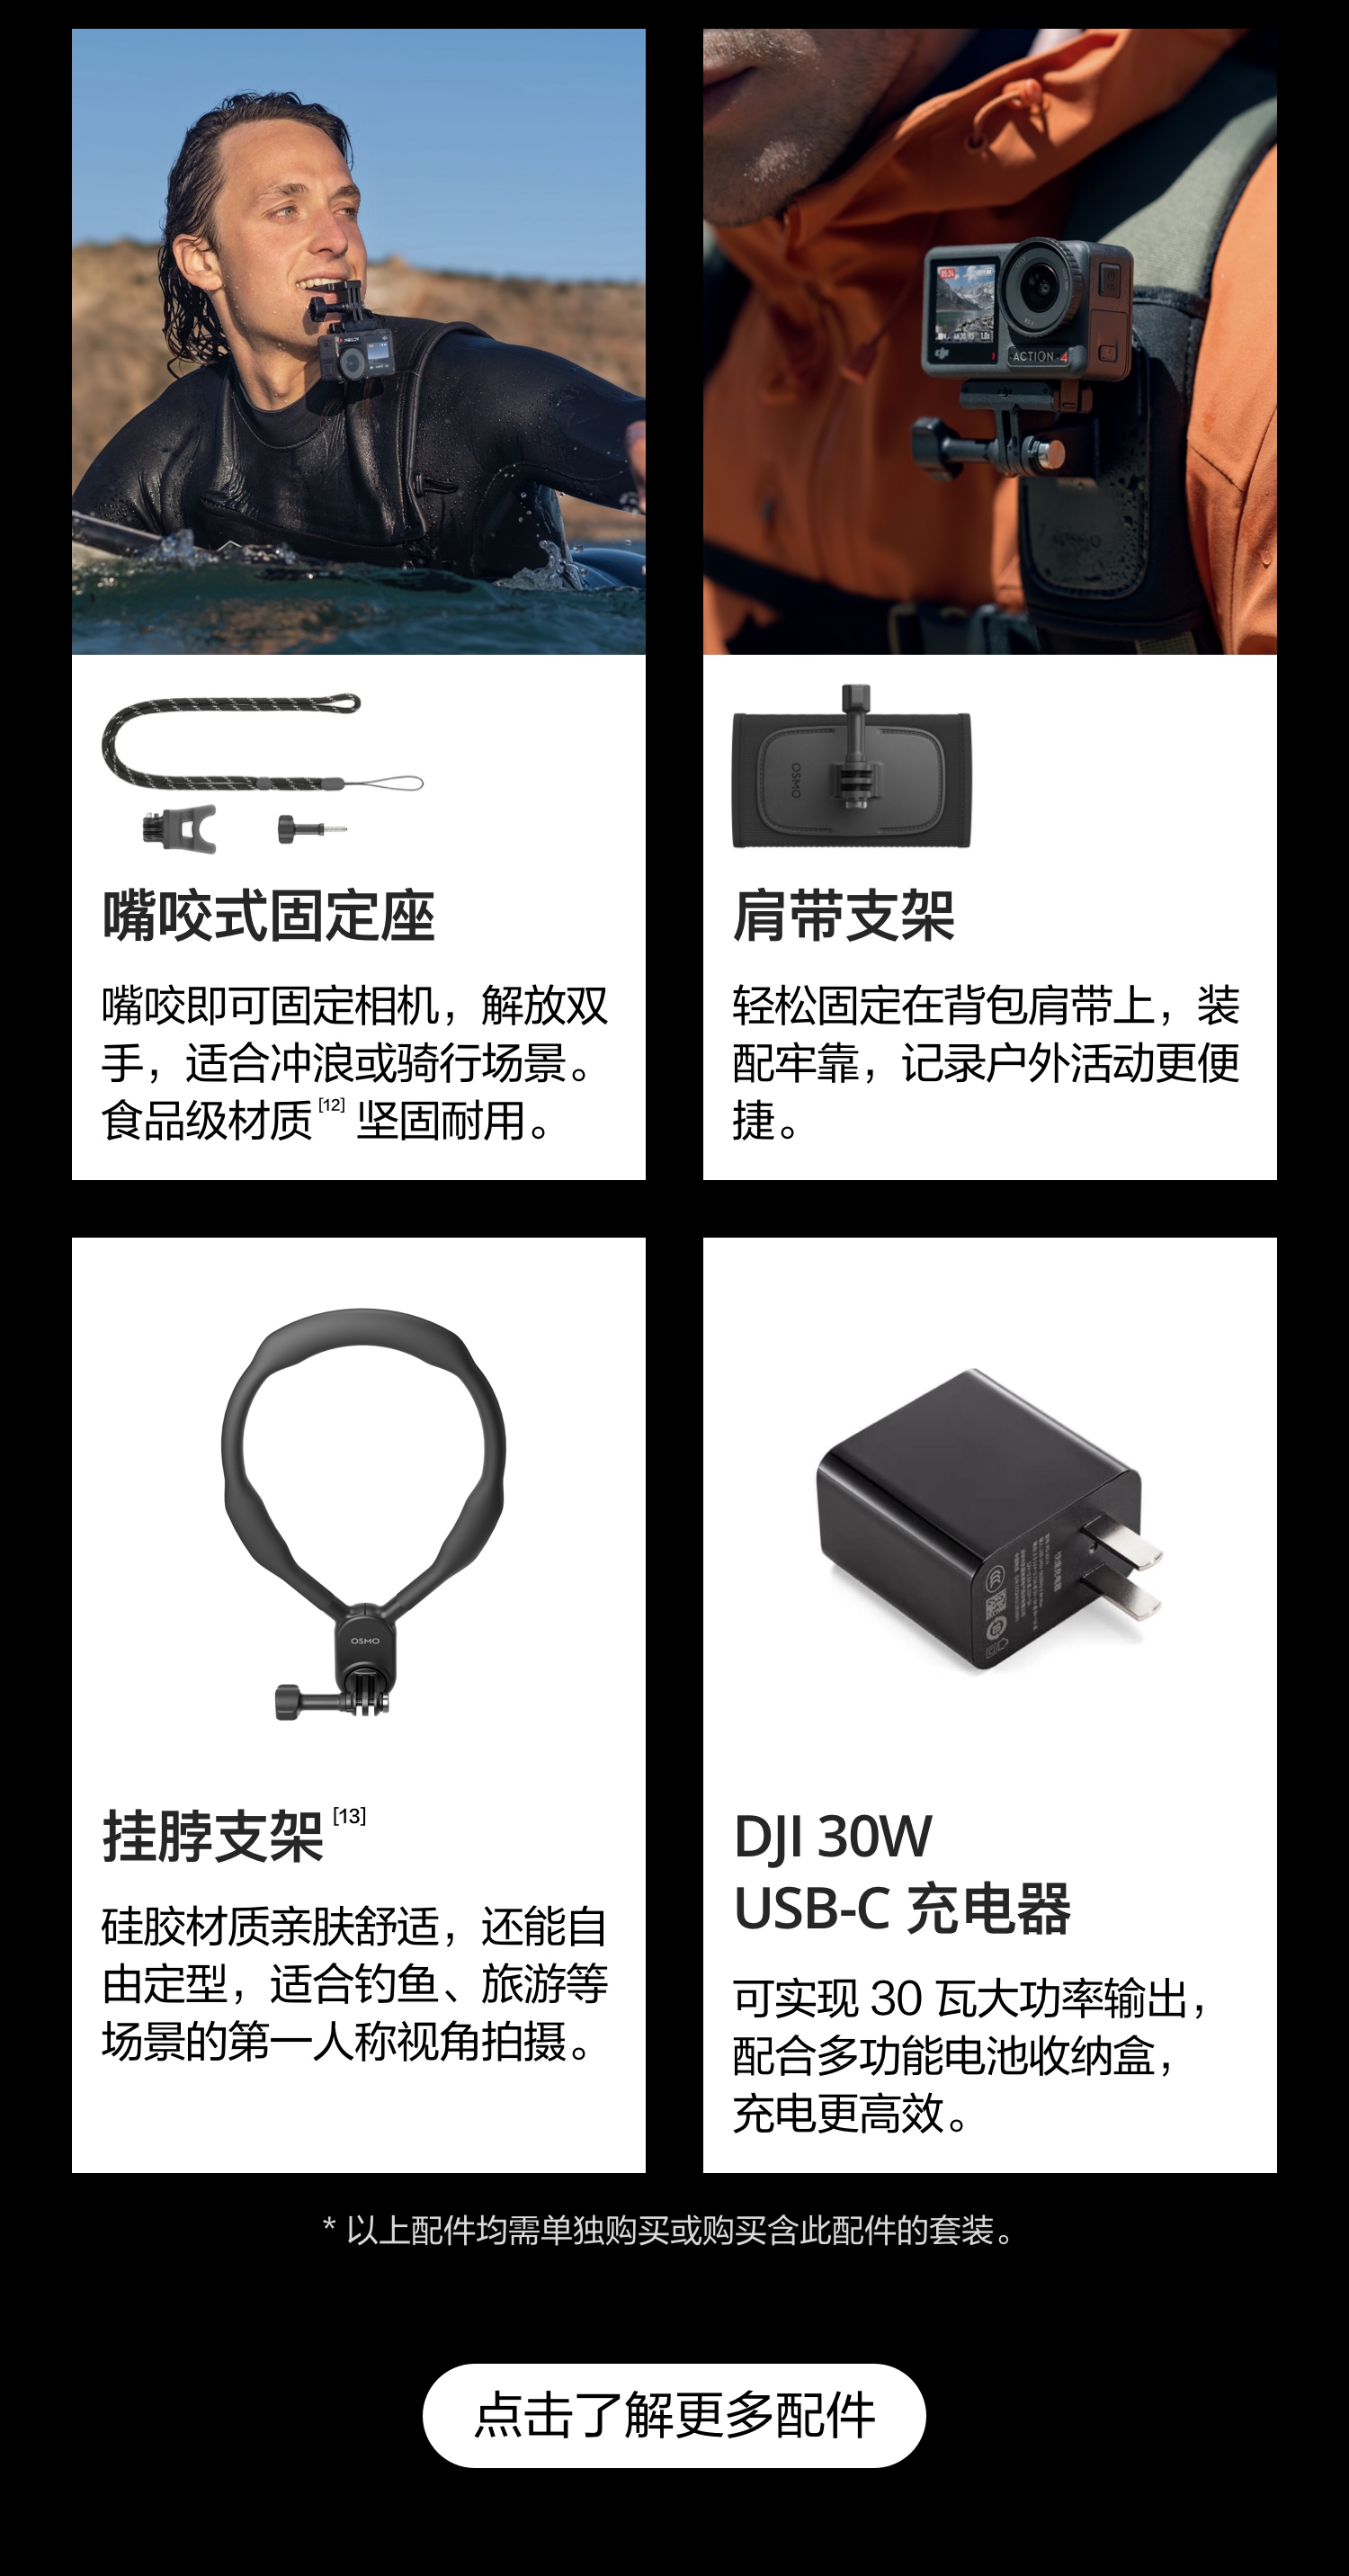 ACTION 4
OSMO
嘴咬式固定座
嘴咬即可固定相机，解放双
手，适合冲浪或骑行场景。
食品级材质[12] 坚固耐用。
肩带支架
轻松固定在背包肩带上，装
配牢靠，记录户外活动更便
捷。
OSMO
挂脖支架[13]
硅胶材质亲肤舒适，还能自
由定型，适合钓鱼、旅游等
场景的第一人称视角拍摄。
DJI 30W
USB-C 充电器
可实现 30 瓦大功率输出，
配合多功能电池收纳盒，
充电更高效。
* 以上配件均需单独购买或购买含此配件的套装。
点击了解更多配件